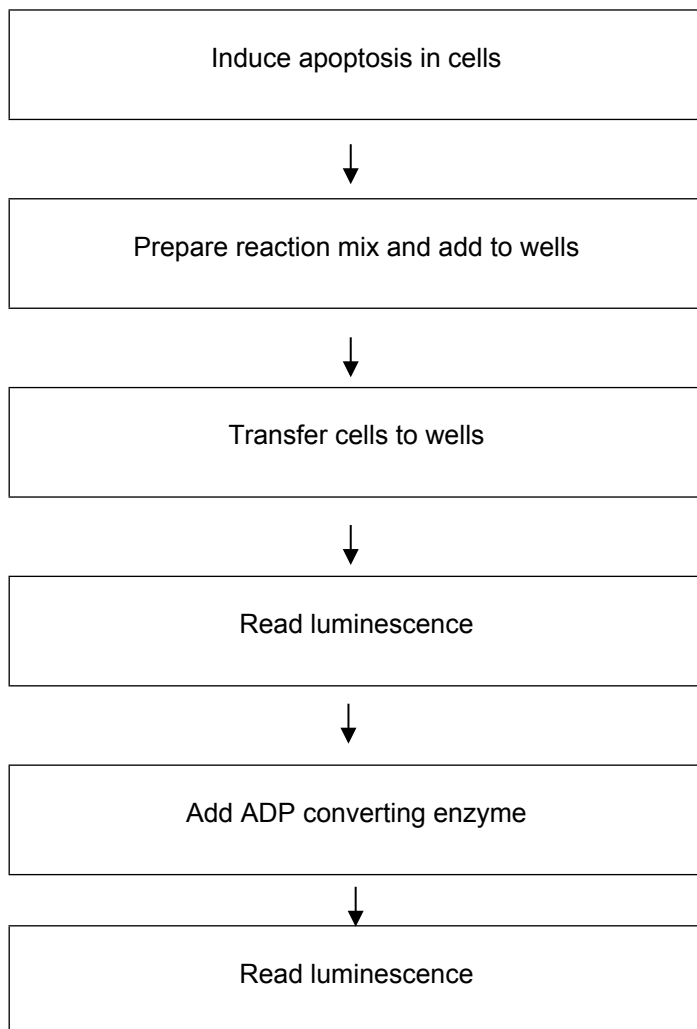 Induce apoptosis in cells
Prepare reaction mix and add to wells
Transfer cells to wells
Read luminescence
Add ADP converting enzyme
Read luminescence